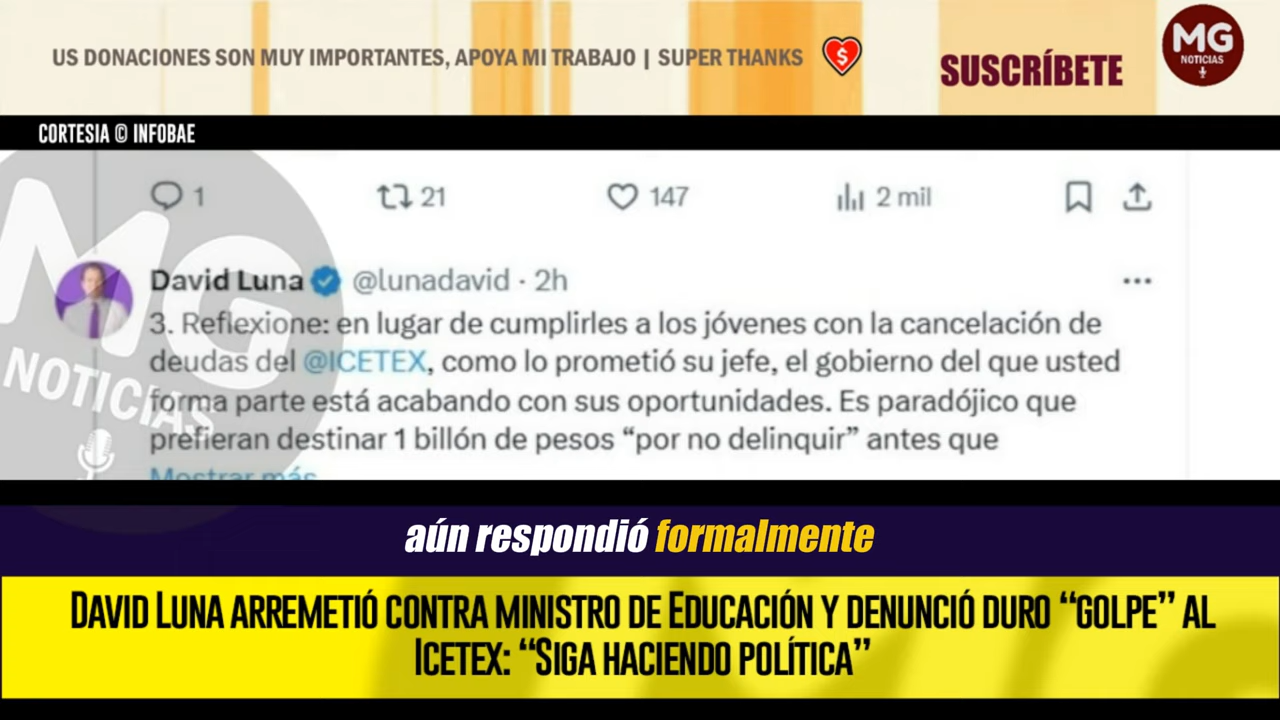 US DONACIONES SON MUY IMPORTANTES, APOYA MI TRABAJO | SUPER THANKS
$
SUSCRÍBETE
MG
NOTICIAS
CORTESIA © INFOBAE
1 21 147 2 mil
David Luna @lunadavid · 2h
3. Reflexione: en lugar de cumplirles a los jóvenes con la cancelación de
deudas del @ICETEX, como lo prometió su jefe, el gobierno del que usted
forma parte está acabando con sus oportunidades. Es paradójico que
prefieran destinar 1 billón de pesos “por no delinquir” antes que
Mostrar más
MG
NOTICIAS
aún respondió formalmente
DAVID LUNA ARREMETIÓ CONTRA MINISTRO DE EDUCACIÓN Y DENUNCIÓ DURO “GOLPE” AL
ICETEX: “SIGA HACIENDO POLÍTICA”